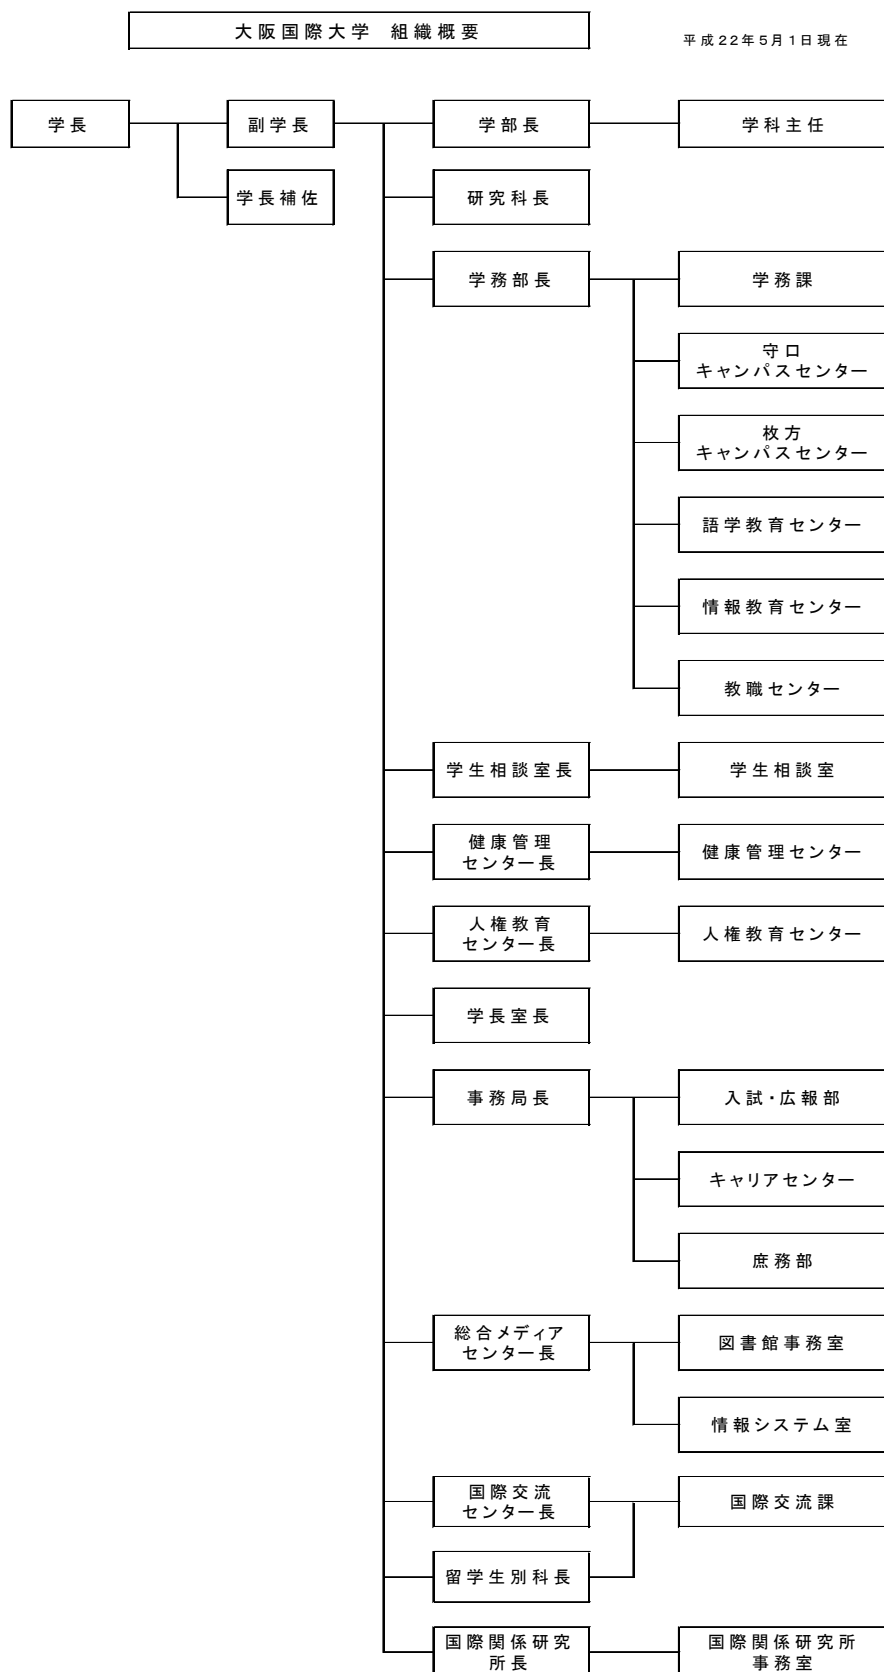 大阪国際大学 組織概要
平成22年5月1日現在
学長
副学長
学部長
学科主任
学長補佐
研究科長
学務部長
学務課
守口
キャンパスセンター
枚方
キャンパスセンター
語学教育センター
情報教育センター
教職センター
学生相談室長
学生相談室
健康管理
センター長
健康管理センター
人権教育
センター長
人権教育センター
学長室長
事務局長
入試・広報部
キャリアセンター
庶務部
総合メディア
センター長
図書館事務室
情報システム室
国際交流
センター長
国際交流課
留学生別科長
国際関係研究
所長
国際関係研究所
事務室